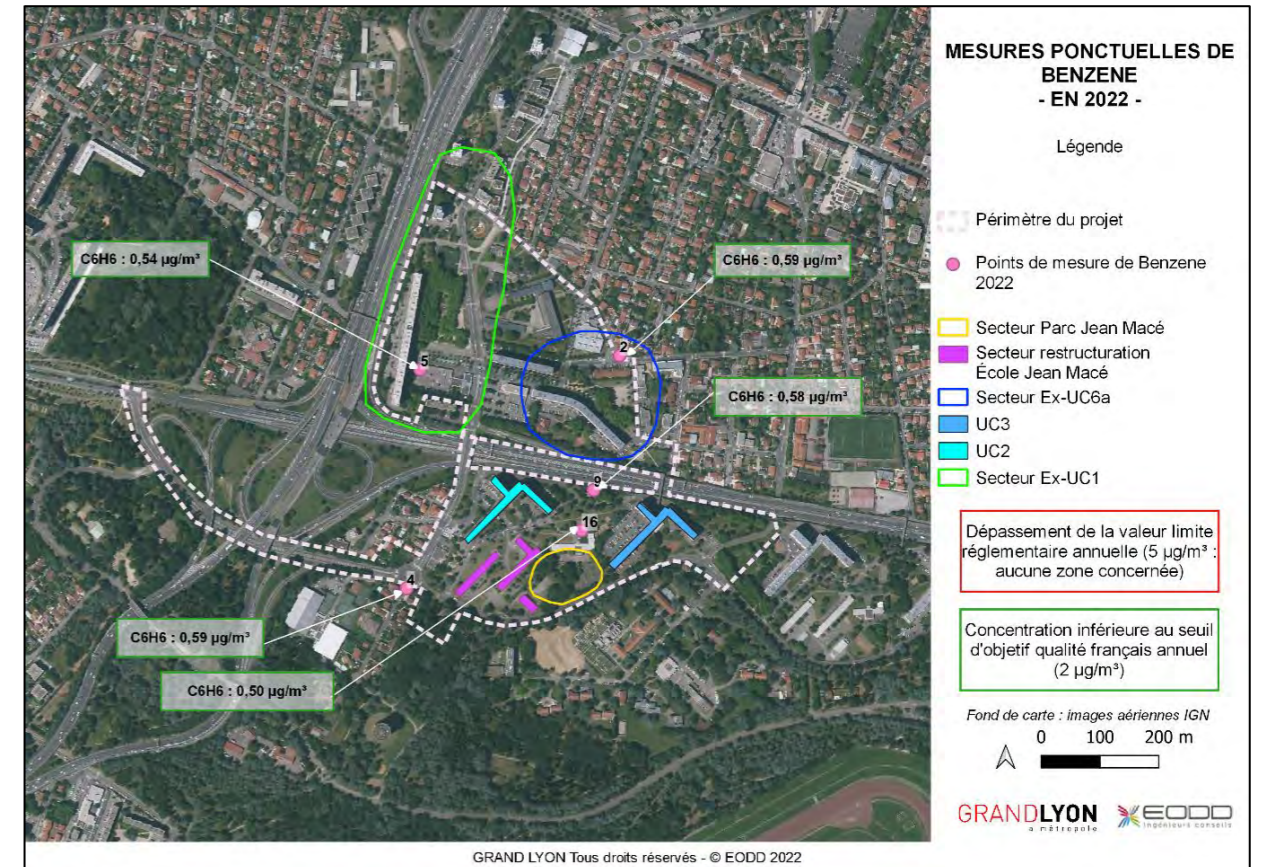 MESURES PONCTUELLES DE
BENZENE
- EN 2022 -
Légende
Périmètre du projet
Points de mesure de Benzene
2022
Secteur Parc Jean Macé
Secteur restructuration
École Jean Macé
Secteur Ex-UC6a
UC3
UC2
Secteur Ex-UC1
Dépassement de la valeur limite
réglementaire annuelle (5 µg/m³ :
aucune zone concernée)
Concentration inférieure au seuil
d'objetif qualité français annuel
(2 µg/m³)
Fond de carte : images aériennes IGN
0 100 200 m
GRANDLYON
la métropole
EODD
ingénieurs conseils
C6H6 : 0,54 µg/m³
C6H6 : 0,59 µg/m³
2
5
C6H6 : 0,58 µg/m³
9
16
4
C6H6 : 0,59 µg/m³
C6H6 : 0,50 µg/m³
GRAND LYON Tous droits réservés - © EODD 2022